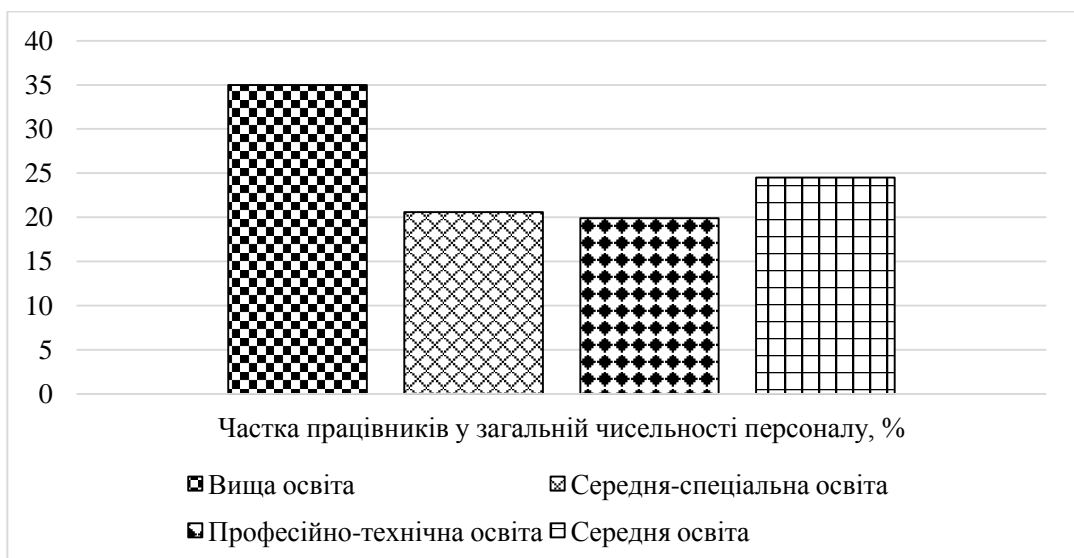 40
35
30
25
20
15
10
5
0
Частка працівників у загальній чисельності персоналу, %
Вища освіта
Середня-спеціальна освіта
Професійно-технічна освіта
Середня освіта